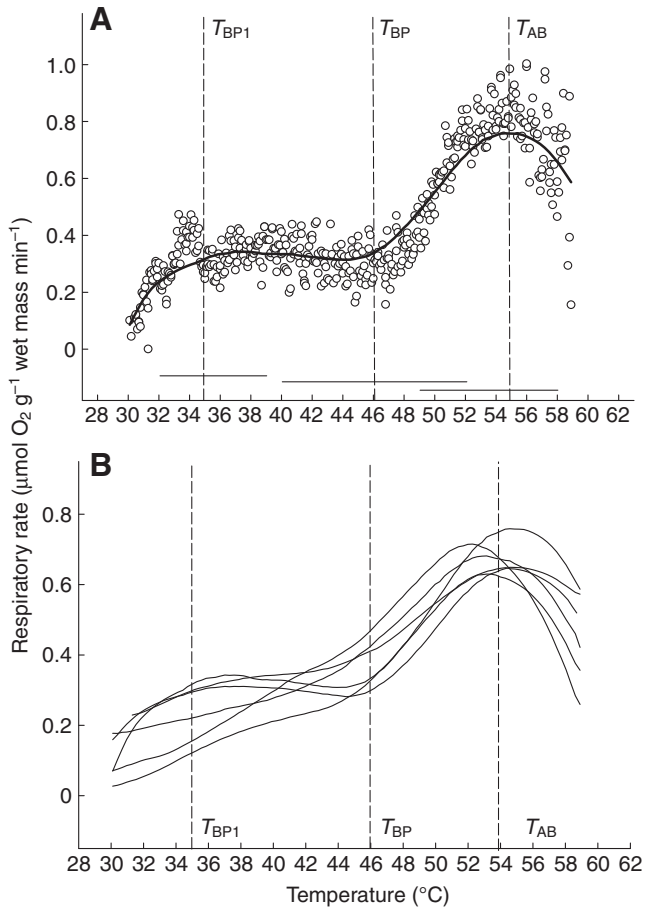 A
T_BP1 T_BP T_AB
1.0
0.8
0.6
0.4
0.2
0
28 30 32 34 36 38 40 42 44 46 48 50 52 54 56 58 60 62
Respiratory rate (μmol O₂ g⁻¹ wet mass min⁻¹)
B
0.8
0.6
0.4
0.2
0
T_BP1 T_BP T_AB
28 30 32 34 36 38 40 42 44 46 48 50 52 54 56 58 60 62
Temperature (°C)